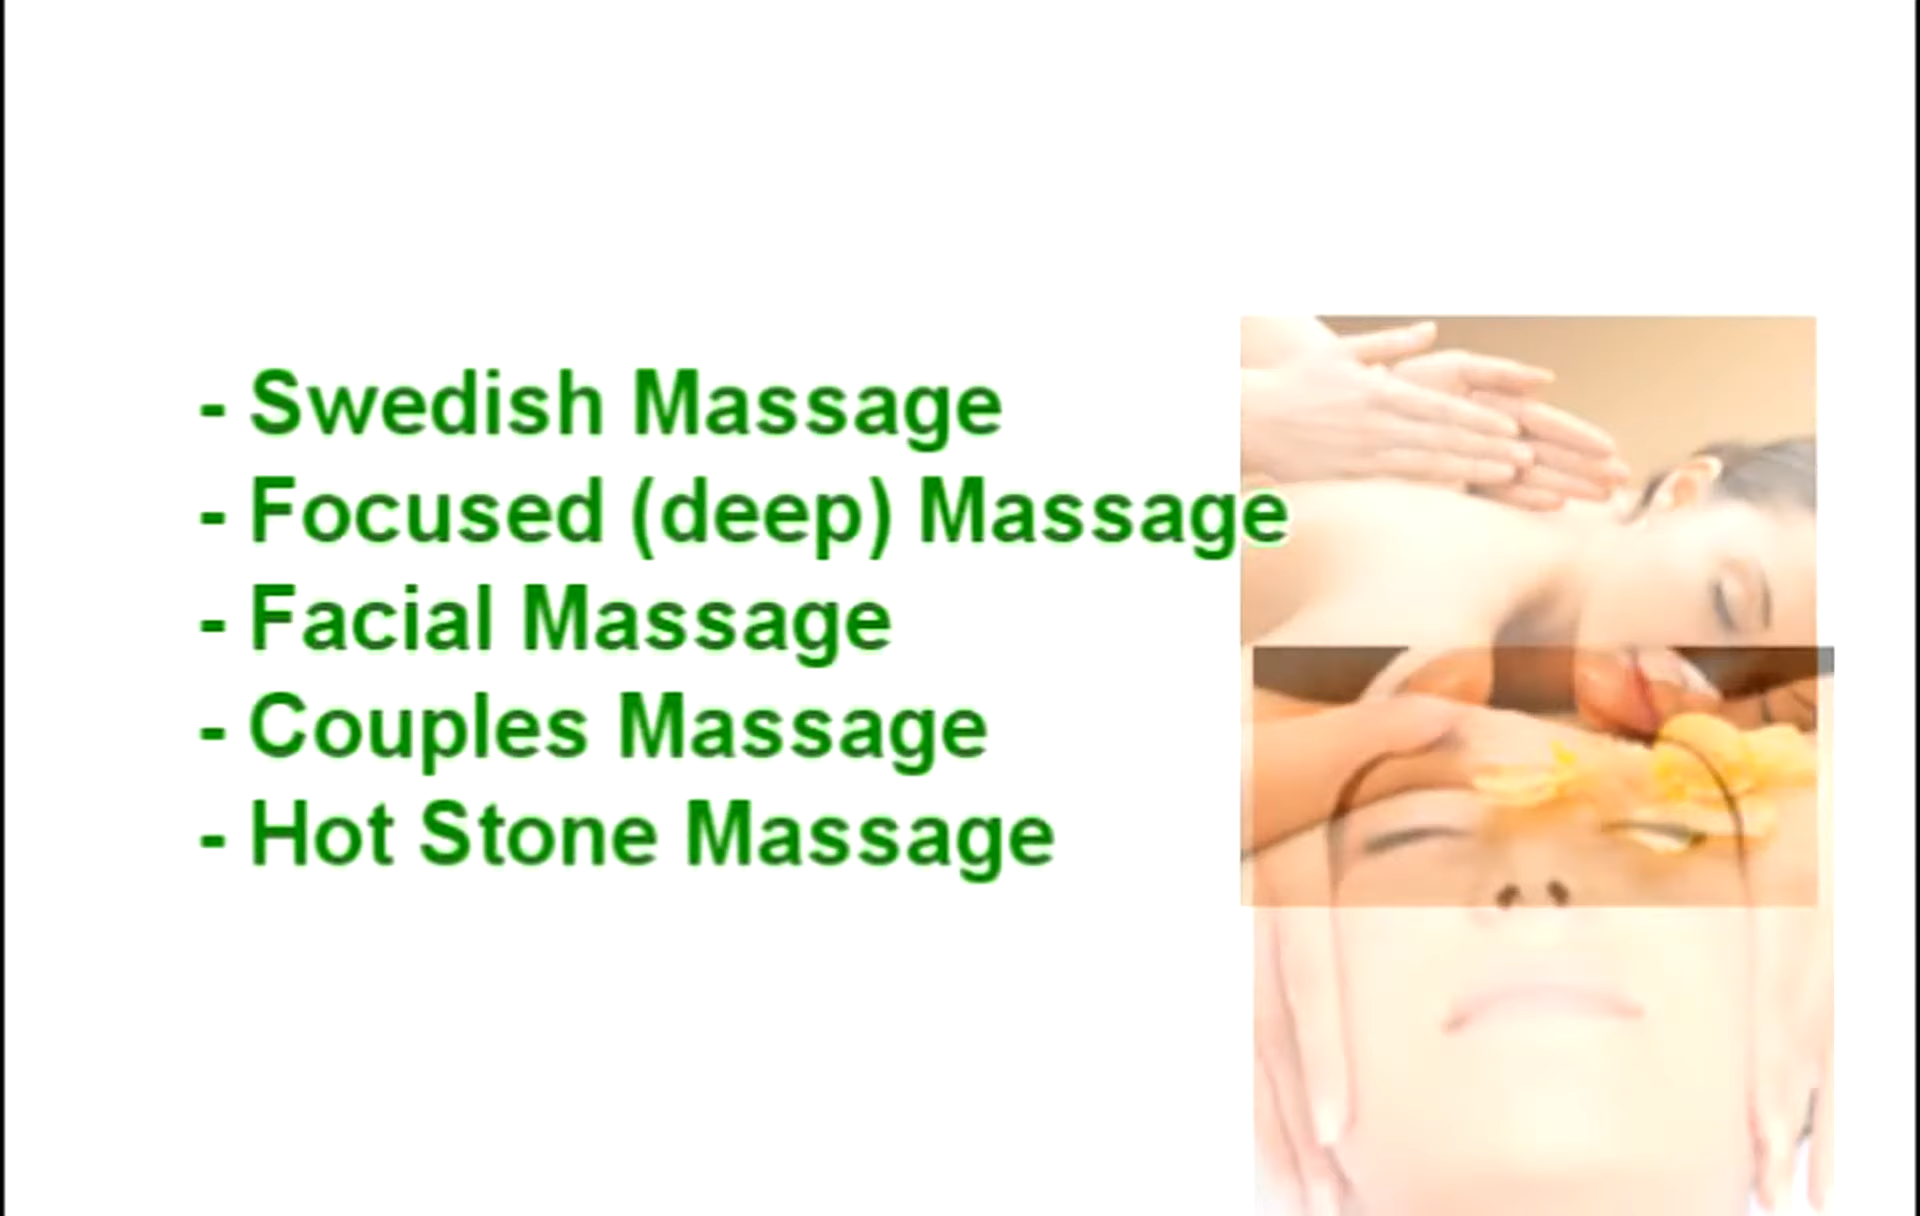 - Swedish Massage
- Focused (deep) Massage
- Facial Massage
- Couples Massage
- Hot Stone Massage